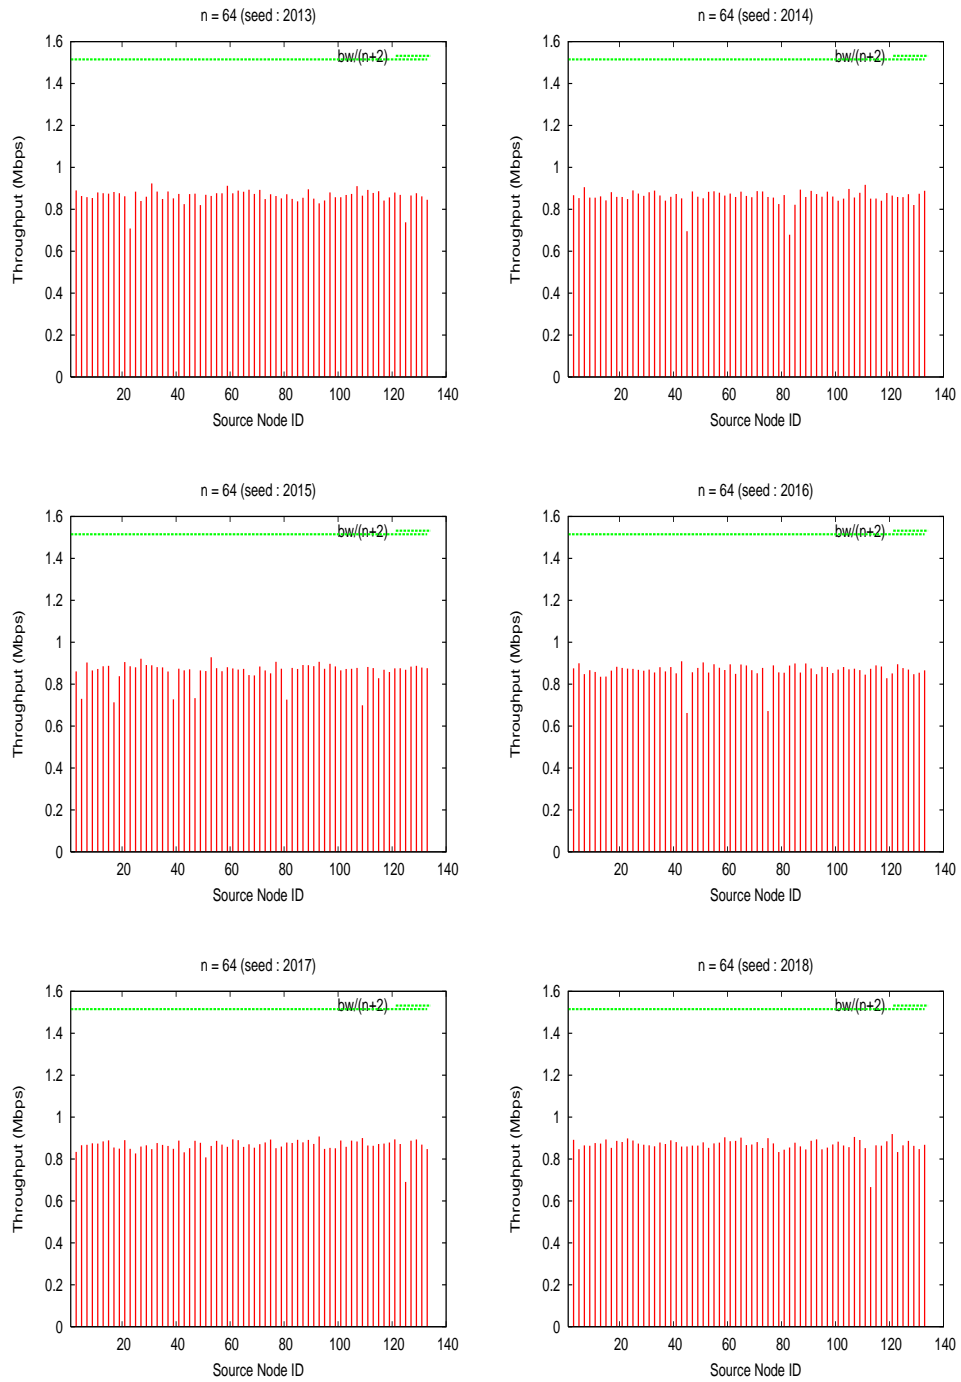 n = 64 (seed : 2013)
1.6
1.4
1.2
1
0.8
0.6
0.4
0.2
0
bw/(n+2)
Throughput (Mbps)
20 40 60 80 100 120 140
Source Node ID
n = 64 (seed : 2014)
1.6
1.4
1.2
1
0.8
0.6
0.4
0.2
0
bw/(n+2)
Throughput (Mbps)
20 40 60 80 100 120 140
Source Node ID
n = 64 (seed : 2015)
1.6
1.4
1.2
1
0.8
0.6
0.4
0.2
0
bw/(n+2)
Throughput (Mbps)
20 40 60 80 100 120 140
Source Node ID
n = 64 (seed : 2016)
1.6
1.4
1.2
1
0.8
0.6
0.4
0.2
0
bw/(n+2)
Throughput (Mbps)
20 40 60 80 100 120 140
Source Node ID
n = 64 (seed : 2017)
1.6
1.4
1.2
1
0.8
0.6
0.4
0.2
0
bw/(n+2)
Throughput (Mbps)
20 40 60 80 100 120 140
Source Node ID
n = 64 (seed : 2018)
1.6
1.4
1.2
1
0.8
0.6
0.4
0.2
0
bw/(n+2)
Throughput (Mbps)
20 40 60 80 100 120 140
Source Node ID